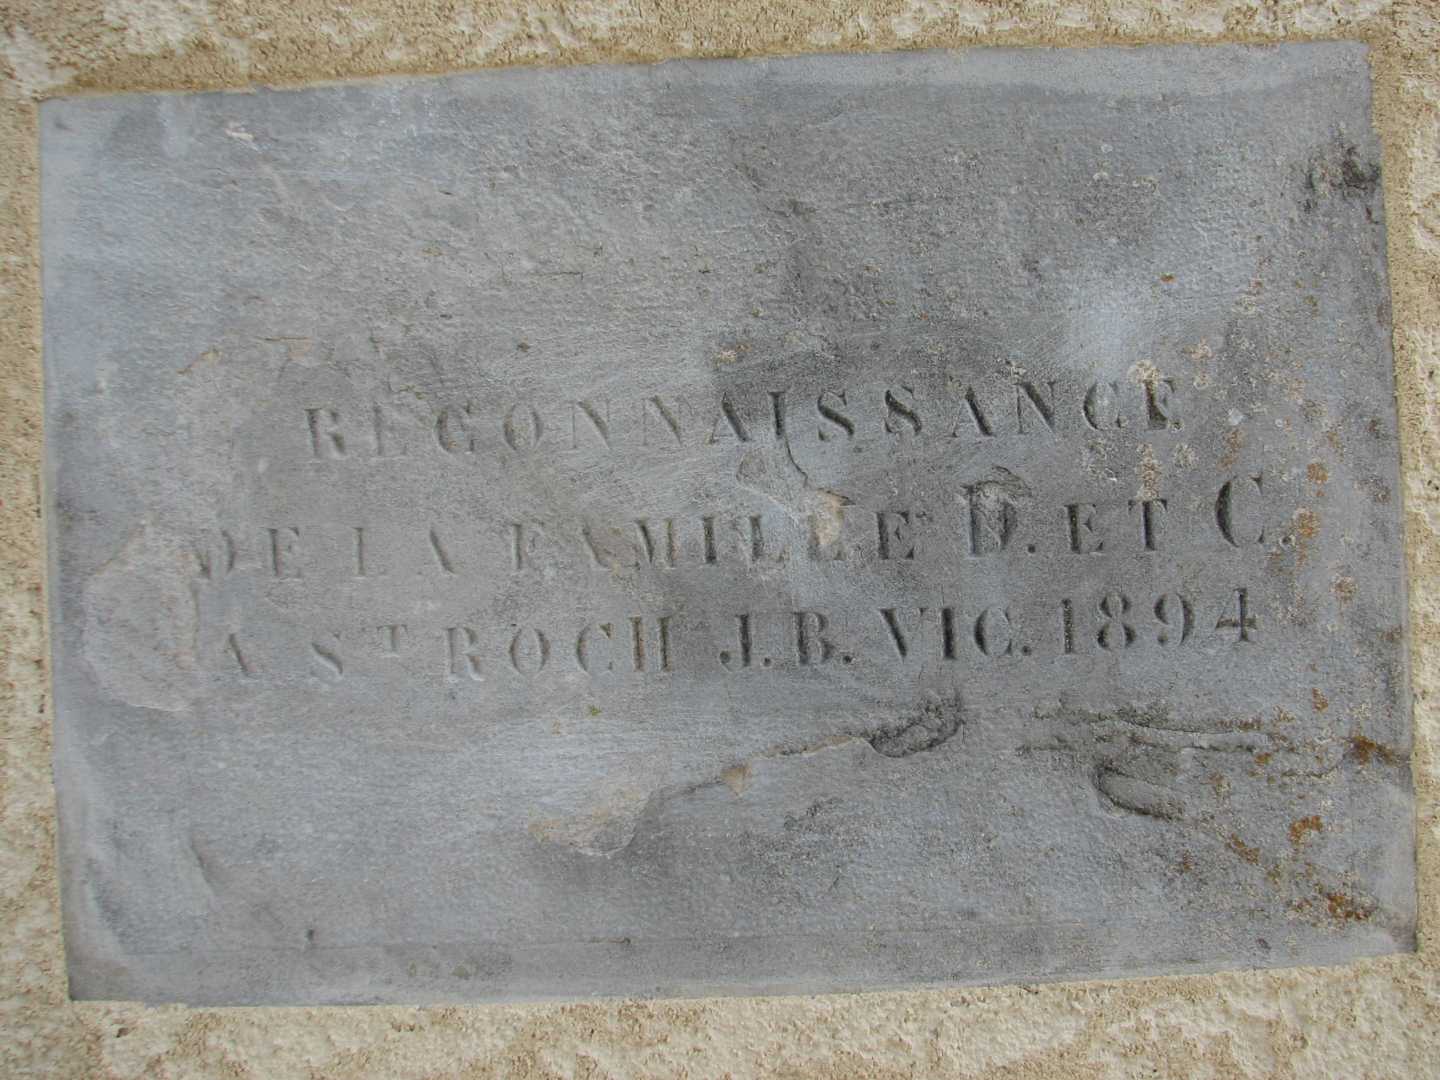 RECONNAISSANCE
DE LA FAMILLE D. ET C.
A ST ROCH J.B. VIC. 1894